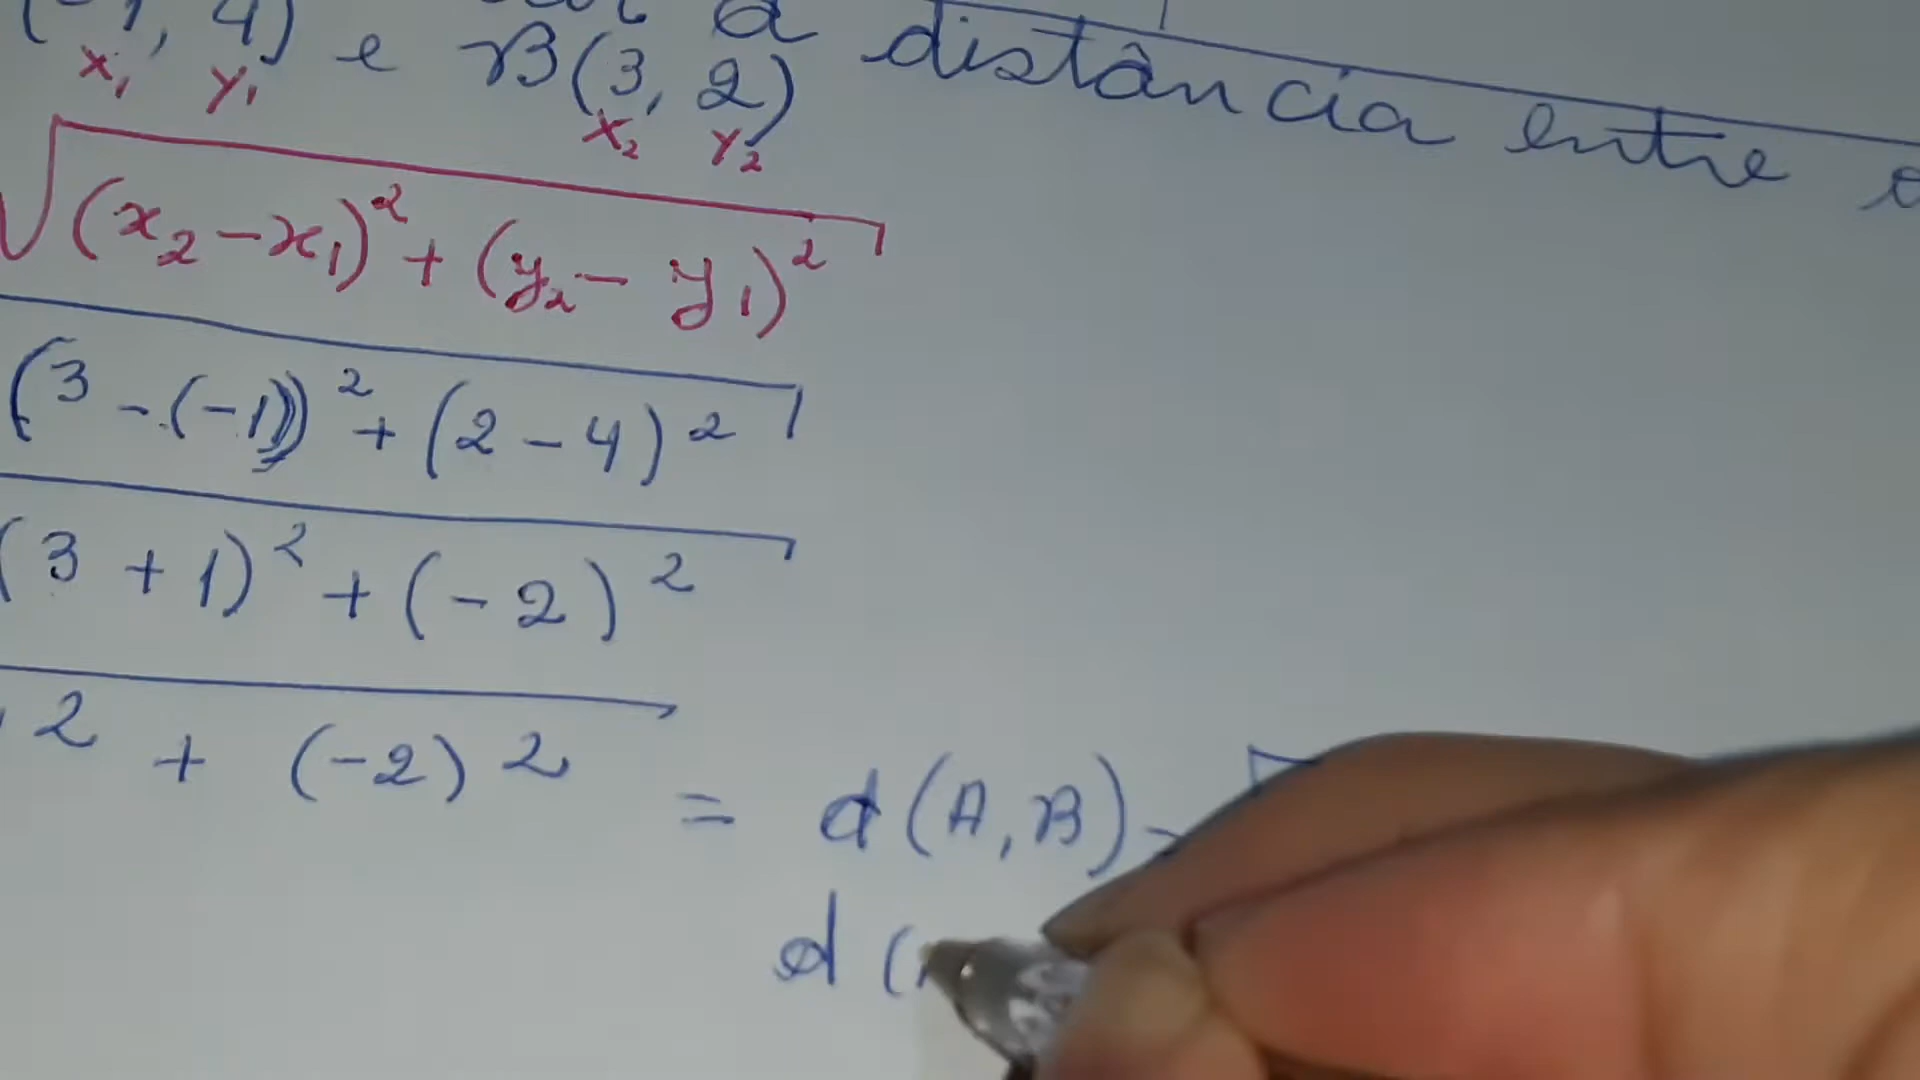 a distância entre
(-1, 4) e B(3, 2)
x₁ y₁ x₂ y₂
√(x₂-x₁)² + (y₂- y₁)²
(3 -(-1))² + (2 - 4)²
(3 + 1)² + (-2)²
² + (-2)² = d(A,B)
d(